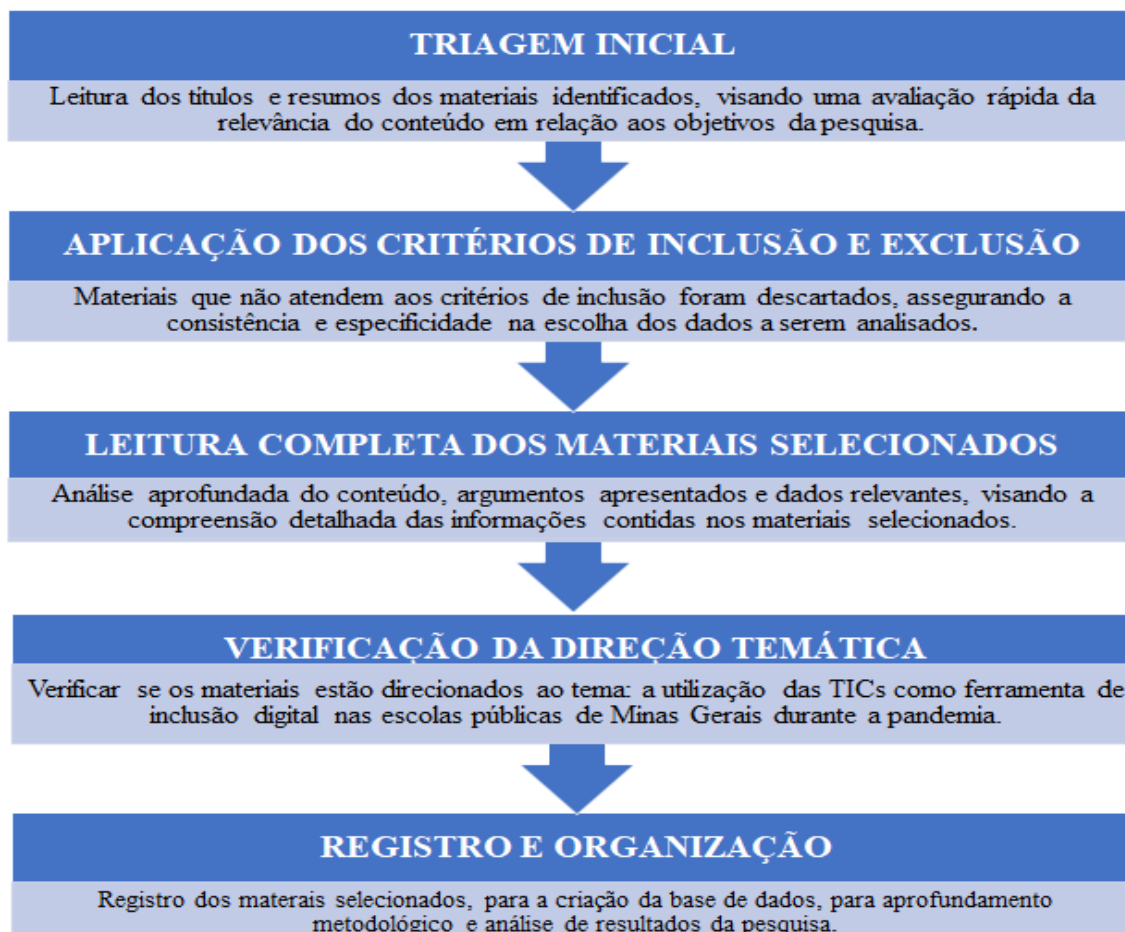 TRIAGEM INICIAL
Leitura dos títulos e resumos dos materiais identificados, visando uma avaliação rápida da
relevância do conteúdo em relação aos objetivos da pesquisa.
APLICAÇÃO DOS CRITÉRIOS DE INCLUSÃO E EXCLUSÃO
Materiais que não atendem aos critérios de inclusão foram descartados, assegurando a
consistência e especificidade na escolha dos dados a serem analisados.
LEITURA COMPLETA DOS MATERIAIS SELECIONADOS
Análise aprofundada do conteúdo, argumentos apresentados e dados relevantes, visando a
compreensão detalhada das informações contidas nos materiais selecionados.
VERIFICAÇÃO DA DIREÇÃO TEMÁTICA
Verificar se os materiais estão direcionados ao tema: a utilização das TICs como ferramenta de
inclusão digital nas escolas públicas de Minas Gerais durante a pandemia.
REGISTRO E ORGANIZAÇÃO
Registro dos materais selecionados, para a criação da base de dados, para aprofundamento
metodológico e análise de resultados da pesquisa.